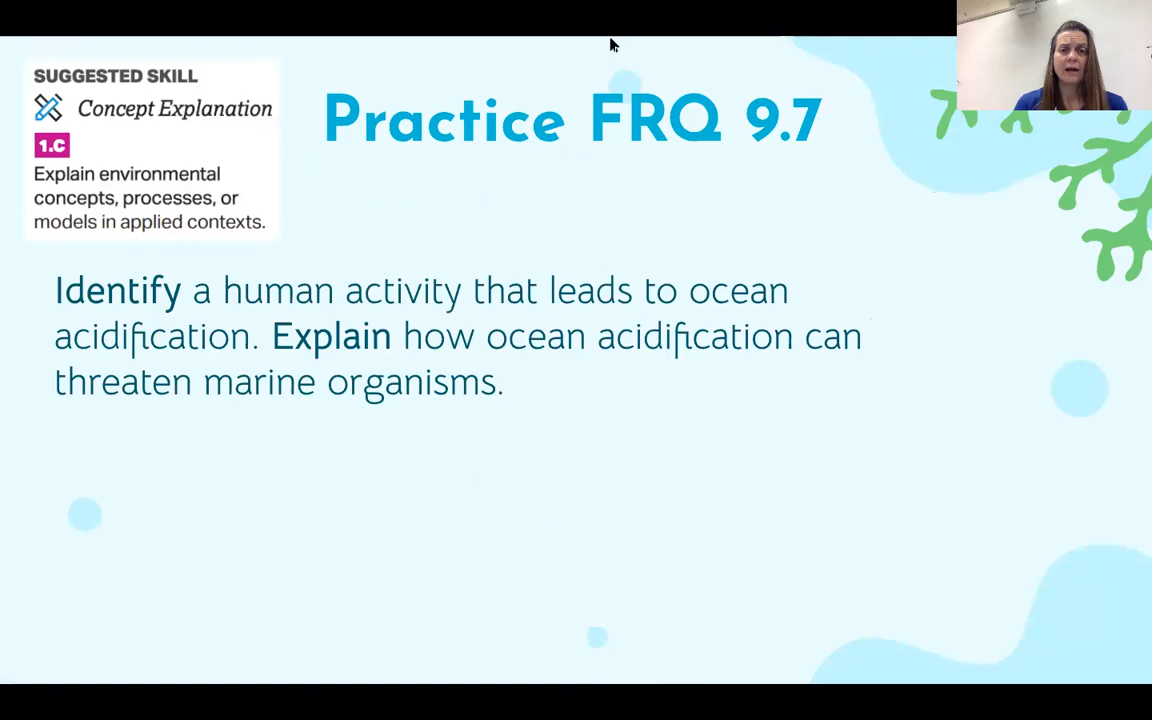 SUGGESTED SKILL
Concept Explanation
1.C
Explain environmental
concepts, processes, or
models in applied contexts.
Practice FRQ 9.7
Identify a human activity that leads to ocean
acidification. Explain how ocean acidification can
threaten marine organisms.